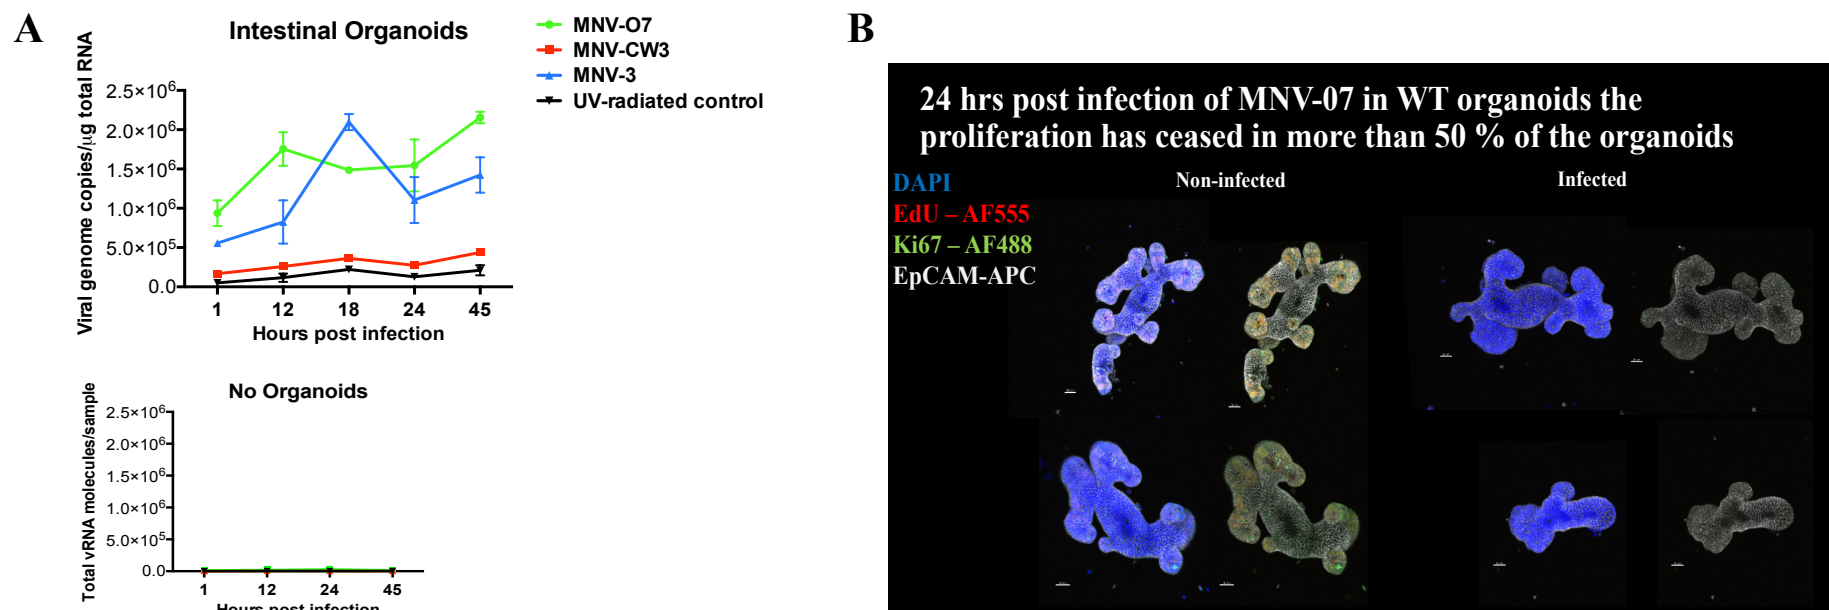 A
Intestinal Organoids
MNV-O7
MNV-CW3
MNV-3
UV-radiated control
Viral genome copies/µg total RNA
2.5×10⁶
2.0×10⁶
1.5×10⁶
1.0×10⁶
5.0×10⁵
0.0
1 12 18 24 45
Hours post infection
No Organoids
Total vRNA molecules/sample
2.5×10⁶
2.0×10⁶
1.5×10⁶
1.0×10⁶
5.0×10⁵
0.0
1 12 24 45
Hours post infection
B
24 hrs post infection of MNV-07 in WT organoids the
proliferation has ceased in more than 50 % of the organoids
DAPI
EdU – AF555
Ki67 – AF488
EpCAM-APC
Non-infected
Infected